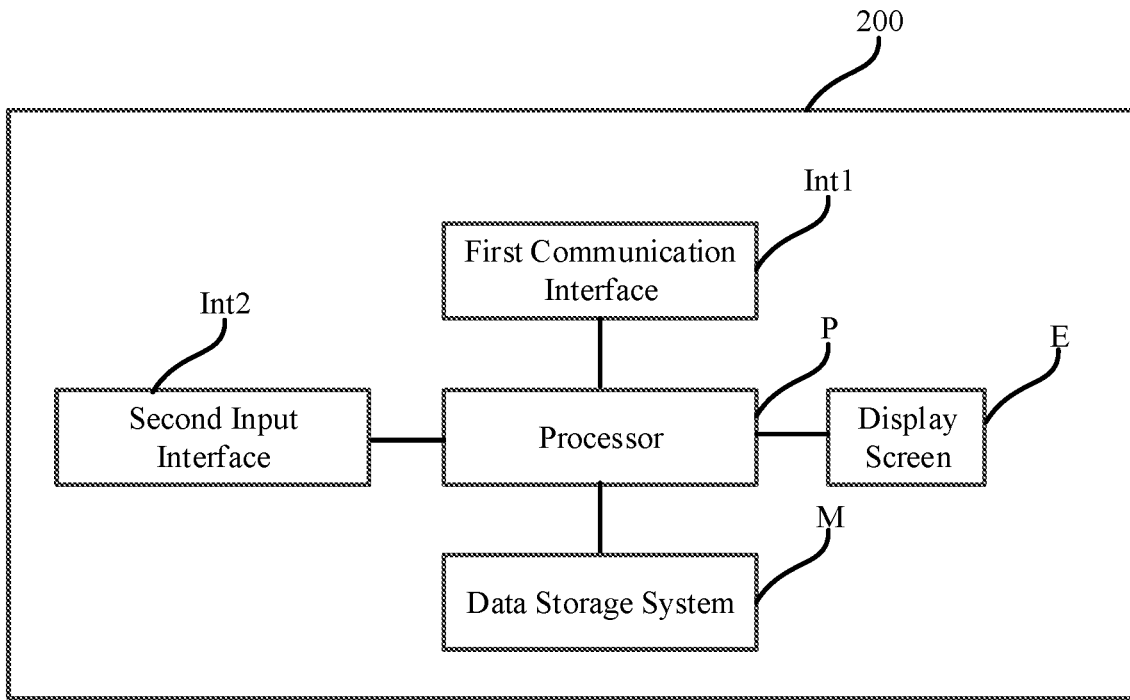 200
Int1
First Communication
Interface
Int2
P
E
Second Input
Interface
Processor
Display
Screen
M
Data Storage System